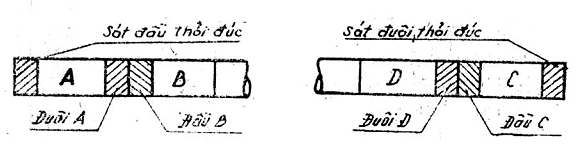 Sát đầu thỏi đúc
Sát đuôi thỏi đúc
A
B
D
C
Đuôi A
Đầu B
Đuôi D
Đầu C